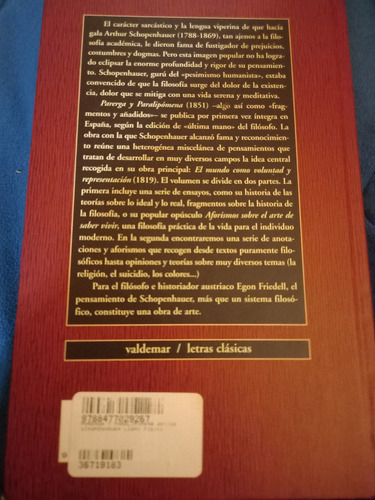 El carácter sarcástico y la lengua viperina de que hacía
gala Arthur Schopenhauer (1788-1869), tan ajenos a la filo-
sofía académica, le dieron fama de fustigador de prejuicios,
costumbres y dogmas. Pero esta imagen popular no ha logra-
do eclipsar la enorme profundidad y rigor de su pensamien-
to. Schopenhauer, gurú del «pesimismo humanista», estaba
convencido de que la filosofía surge del dolor de la existen-
cia, dolor que se mitiga con una vida serena y meditativa.
Parerga y Paralipómena (1851) –algo así como «frag-
mentos y añadidos»– se publica por primera vez íntegra en
España, según la edición de «última mano» del filósofo. La
obra con la que Schopenhauer alcanzó fama y reconocimien-
to reúne una heterogénea miscelánea de pensamientos que
tratan de desarrollar en muy diversos campos la idea central
recogida en su obra principal: El mundo como voluntad y
representación (1819). El volumen se divide en dos partes. La
primera incluye una serie de ensayos, como su historia de las
teorías sobre lo ideal y lo real, fragmentos sobre la historia de
la filosofía, o su popular opúsculo Aforismos sobre el arte de
saber vivir, una filosofía práctica de la vida para el individuo
moderno. En la segunda encontraremos una serie de anota-
ciones y aforismos que recogen desde textos puramente filo-
sóficos hasta opiniones y teorías sobre muy diversos temas (la
religión, el suicidio, los colores...)
Para el filósofo e historiador austriaco Egon Friedell, el
pensamiento de Schopenhauer, más que un sistema filosó-
fico, constituye una obra de arte.
valdemar / letras clásicas
9788477029267
36719183